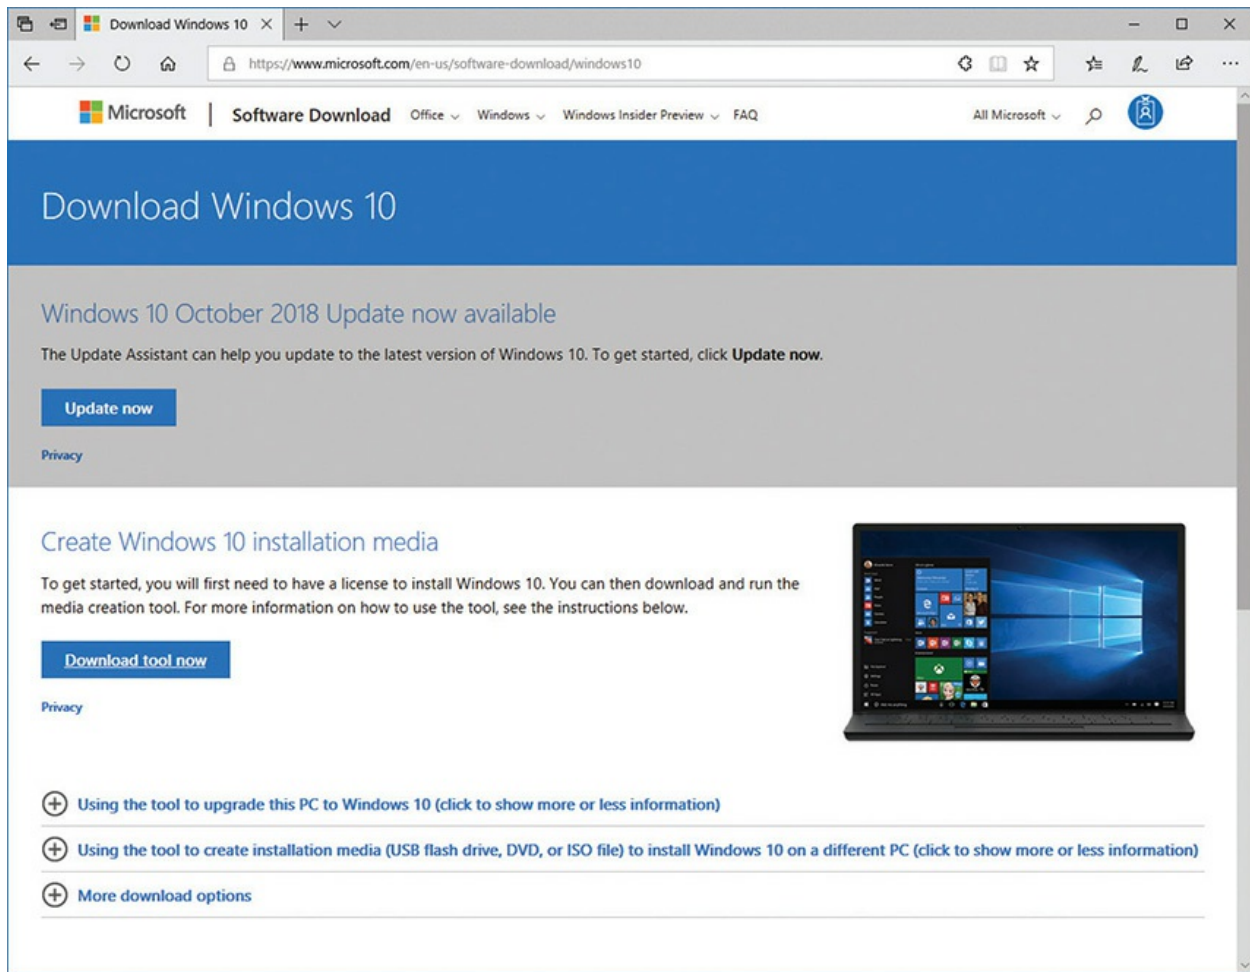 Download Windows 10
https://www.microsoft.com/en-us/software-download/windows10
Microsoft | Software Download Office Windows Windows Insider Preview FAQ All Microsoft
Download Windows 10
Windows 10 October 2018 Update now available
The Update Assistant can help you update to the latest version of Windows 10. To get started, click Update now.
Update now
Privacy
Create Windows 10 installation media
To get started, you will first need to have a license to install Windows 10. You can then download and run the
media creation tool. For more information on how to use the tool, see the instructions below.
Download tool now
Privacy
Using the tool to upgrade this PC to Windows 10 (click to show more or less information)
Using the tool to create installation media (USB flash drive, DVD, or ISO file) to install Windows 10 on a different PC (click to show more or less information)
More download options